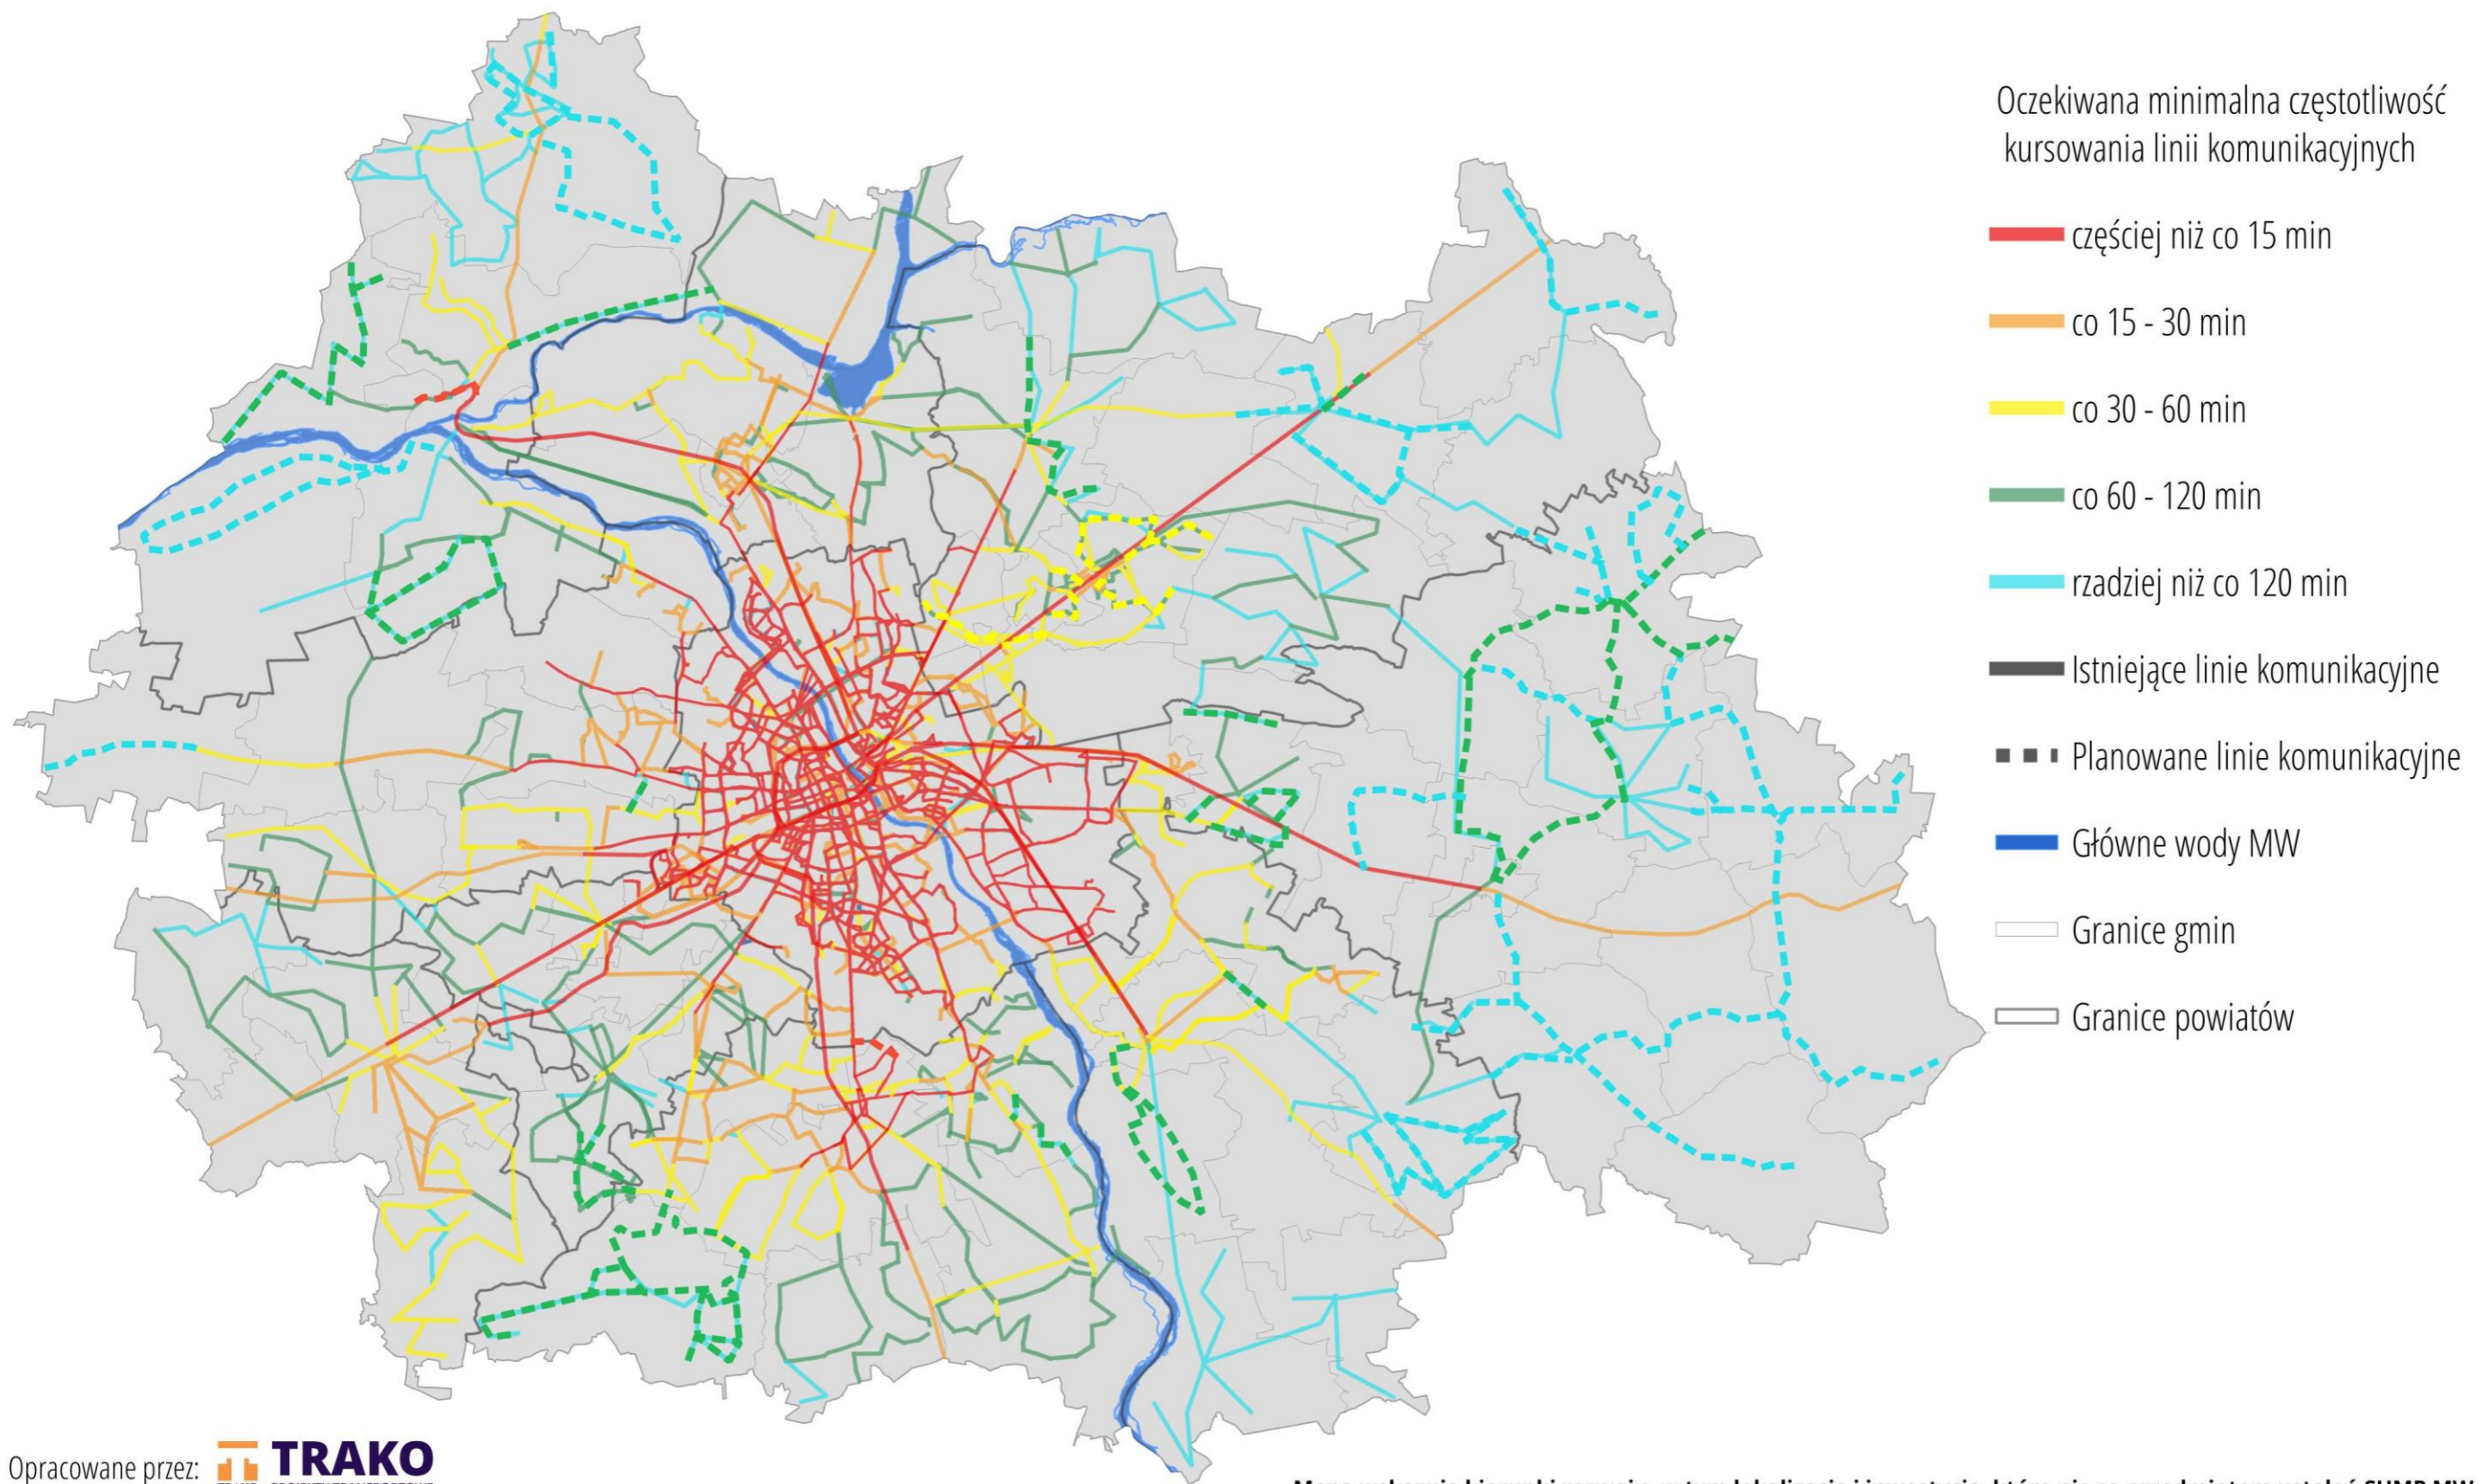 Oczekiwana minimalna częstotliwość
kursowania linii komunikacyjnych
częściej niż co 15 min
co 15 - 30 min
co 30 - 60 min
co 60 - 120 min
rzadziej niż co 120 min
Istniejące linie komunikacyjne
Planowane linie komunikacyjne
Główne wody MW
Granice gmin
Granice powiatów
Opracowane przez:
TRAKO